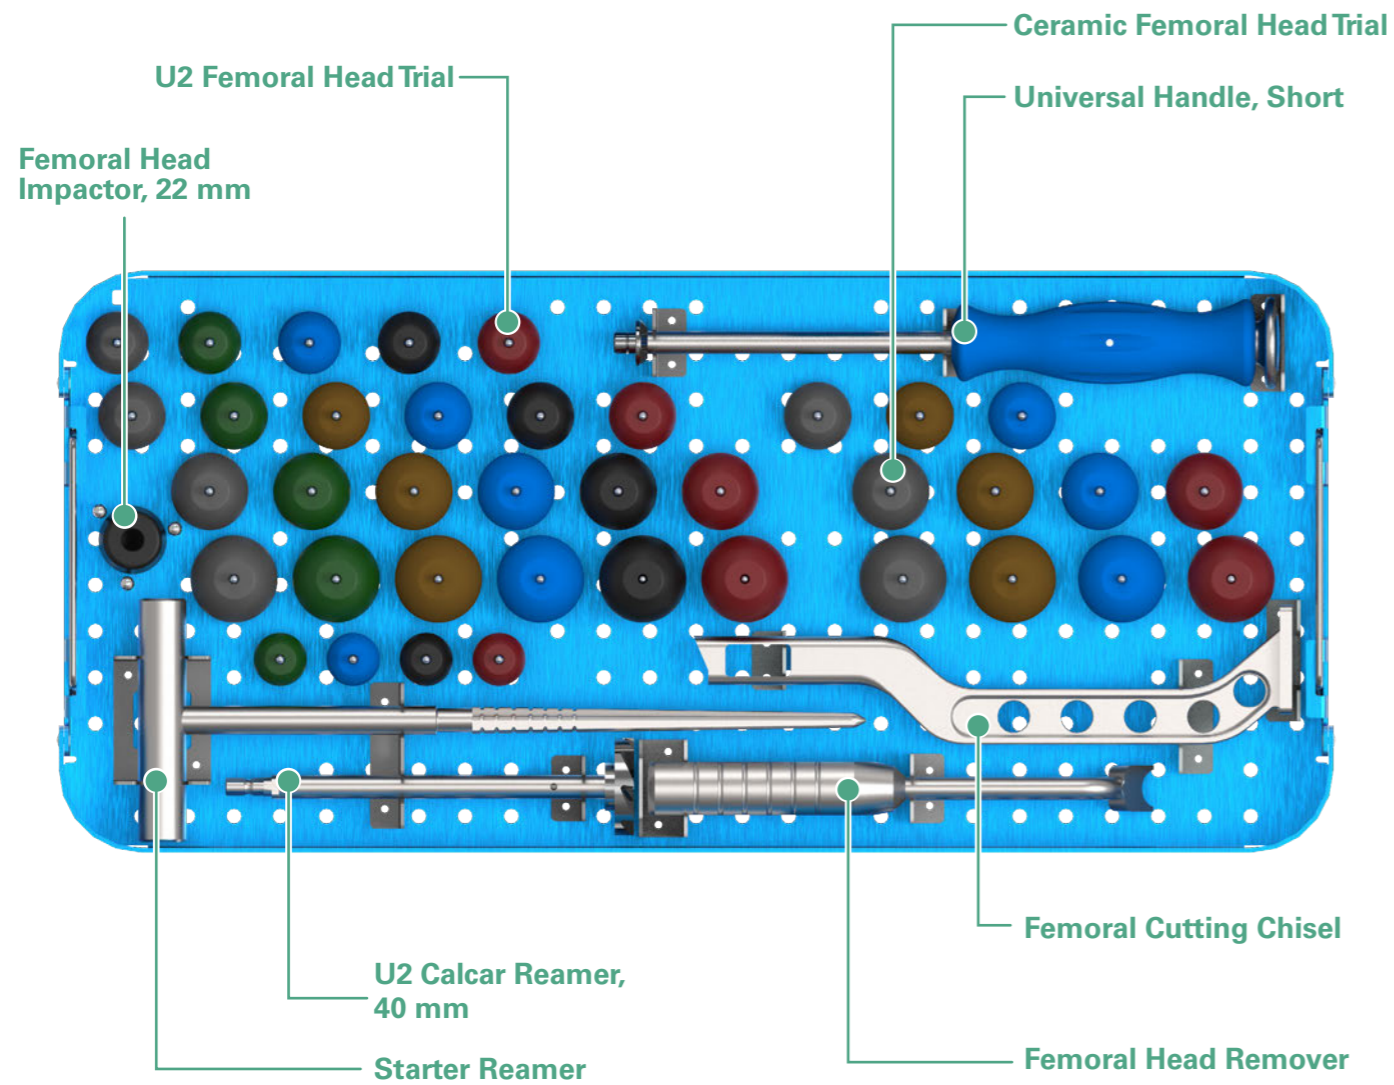 Ceramic Femoral Head Trial
U2 Femoral Head Trial
Universal Handle, Short
Femoral Head
Impactor, 22 mm
Femoral Cutting Chisel
U2 Calcar Reamer,
40 mm
Femoral Head Remover
Starter Reamer